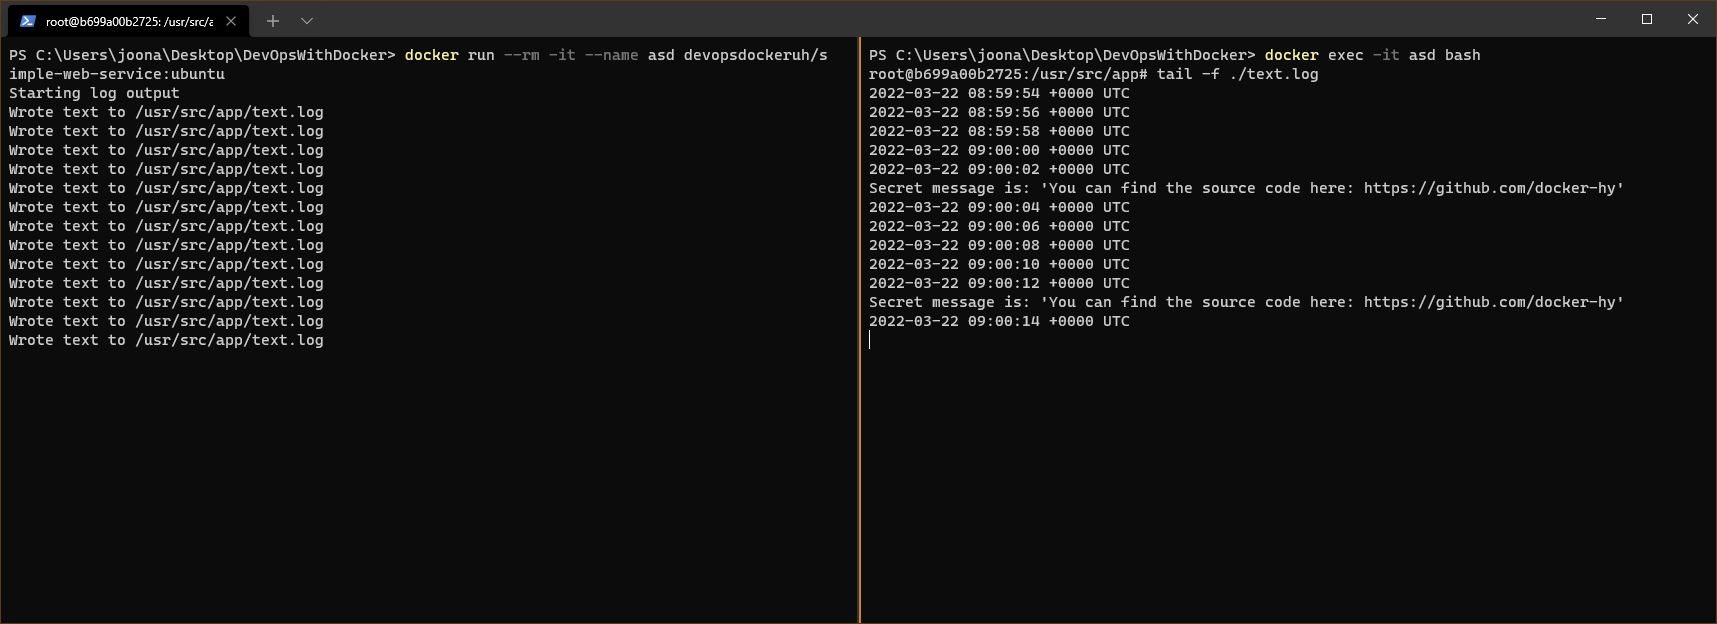 root@b699a00b2725: /usr/src/a
PS C:\Users\joona\Desktop\DevOpsWithDocker> docker run --rm -it --name asd devopsdockeruh/s
imple-web-service:ubuntu
Starting log output
Wrote text to /usr/src/app/text.log
Wrote text to /usr/src/app/text.log
Wrote text to /usr/src/app/text.log
Wrote text to /usr/src/app/text.log
Wrote text to /usr/src/app/text.log
Wrote text to /usr/src/app/text.log
Wrote text to /usr/src/app/text.log
Wrote text to /usr/src/app/text.log
Wrote text to /usr/src/app/text.log
Wrote text to /usr/src/app/text.log
Wrote text to /usr/src/app/text.log
Wrote text to /usr/src/app/text.log
Wrote text to /usr/src/app/text.log
PS C:\Users\joona\Desktop\DevOpsWithDocker> docker exec -it asd bash
root@b699a00b2725:/usr/src/app# tail -f ./text.log
2022-03-22 08:59:54 +0000 UTC
2022-03-22 08:59:56 +0000 UTC
2022-03-22 08:59:58 +0000 UTC
2022-03-22 09:00:00 +0000 UTC
2022-03-22 09:00:02 +0000 UTC
Secret message is: 'You can find the source code here: https://github.com/docker-hy'
2022-03-22 09:00:04 +0000 UTC
2022-03-22 09:00:06 +0000 UTC
2022-03-22 09:00:08 +0000 UTC
2022-03-22 09:00:10 +0000 UTC
2022-03-22 09:00:12 +0000 UTC
Secret message is: 'You can find the source code here: https://github.com/docker-hy'
2022-03-22 09:00:14 +0000 UTC